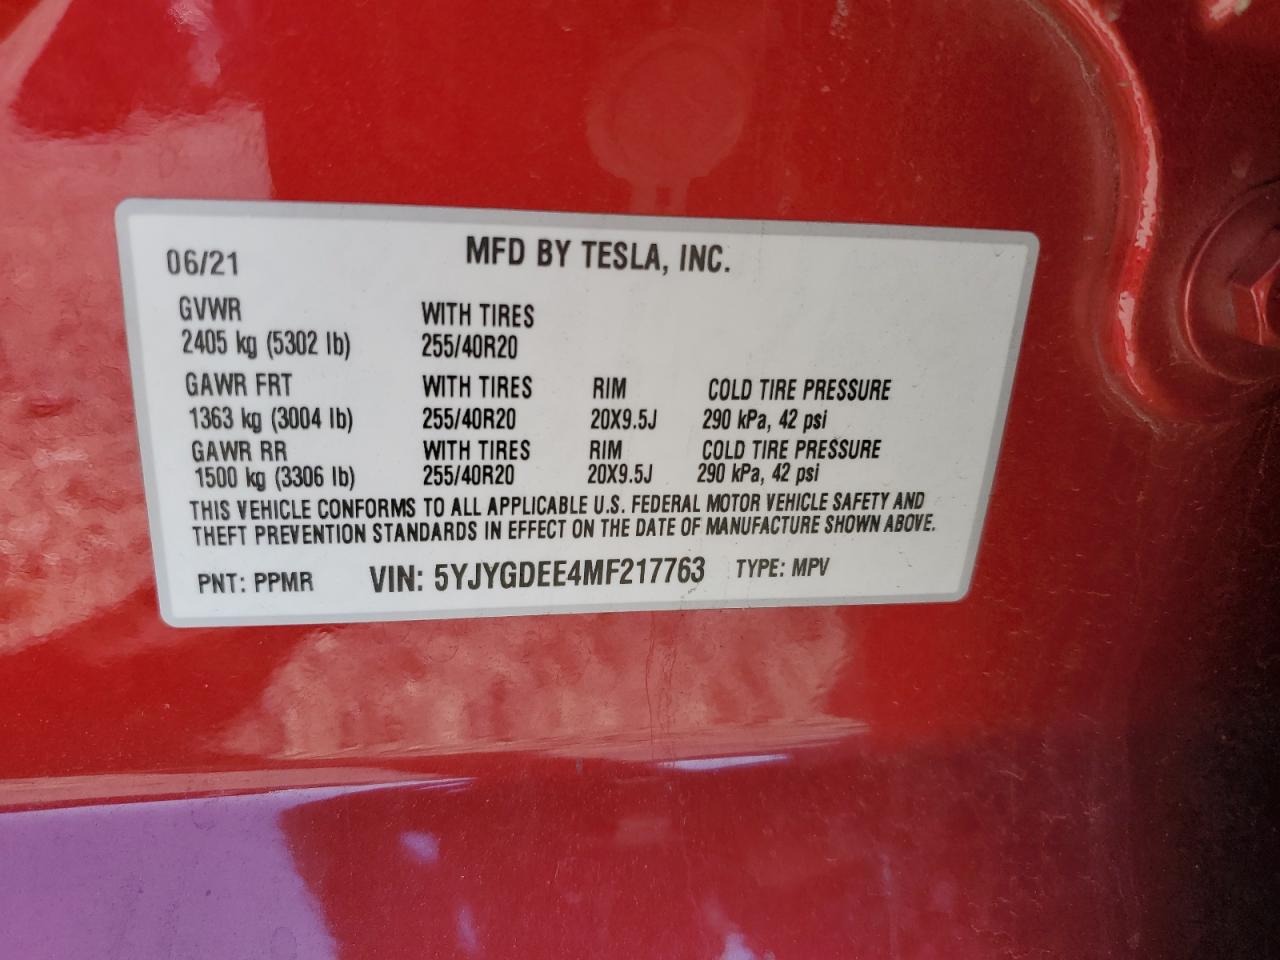 06/21 MFD BY TESLA, INC.
GVWR WITH TIRES
2405 kg (5302 lb) 255/40R20
GAWR FRT WITH TIRES RIM COLD TIRE PRESSURE
1363 kg (3004 lb) 255/40R20 20X9.5J 290 kPa, 42 psi
GAWR RR WITH TIRES RIM COLD TIRE PRESSURE
1500 kg (3306 lb) 255/40R20 20X9.5J 290 kPa, 42 psi
THIS VEHICLE CONFORMS TO ALL APPLICABLE U.S. FEDERAL MOTOR VEHICLE SAFETY AND
THEFT PREVENTION STANDARDS IN EFFECT ON THE DATE OF MANUFACTURE SHOWN ABOVE.
PNT: PPMR VIN: 5YJYGDEE4MF217763 TYPE: MPV